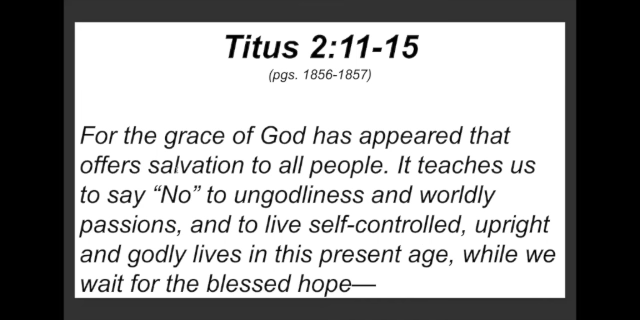 Titus 2:11-15
(pgs. 1856-1857)
For the grace of God has appeared that
offers salvation to all people. It teaches us
to say “No” to ungodliness and worldly
passions, and to live self-controlled, upright
and godly lives in this present age, while we
wait for the blessed hope—